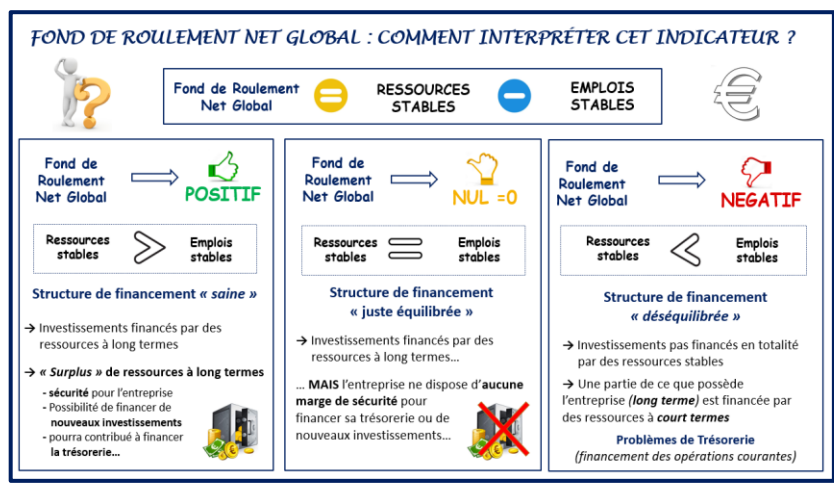 FOND DE ROULEMENT NET GLOBAL : COMMENT INTERPRÉTER CET INDICATEUR ?
Fond de Roulement
Net Global
=
RESSOURCES
STABLES
-
EMPLOIS
STABLES
€
Fond de
Roulement
Net Global
POSITIF
Ressources
stables
>
Emplois
stables
Structure de financement « saine »
→ Investissements financés par des
ressources à long termes
→ « Surplus » de ressources à long termes
- sécurité pour l'entreprise
- Possibilité de financer de
nouveaux investissements
- pourra contribué à financer
la trésorerie...
Fond de
Roulement
Net Global
NUL =0
Ressources
stables
=
Emplois
stables
Structure de financement
« juste équilibrée »
→ Investissements financés par des
ressources à long termes...
... MAIS l'entreprise ne dispose d'aucune
marge de sécurité pour
financer sa trésorerie ou de
nouveaux investissements...
Fond de
Roulement
Net Global
NEGATIF
Ressources
stables
<
Emplois
stables
Structure de financement
« déséquilibrée »
→ Investissements pas financés en totalité
par des ressources stables
→ Une partie de ce que possède
l'entreprise (long terme) est financée
par des ressources à court termes
Problèmes de Trésorerie
(financement des opérations courantes)